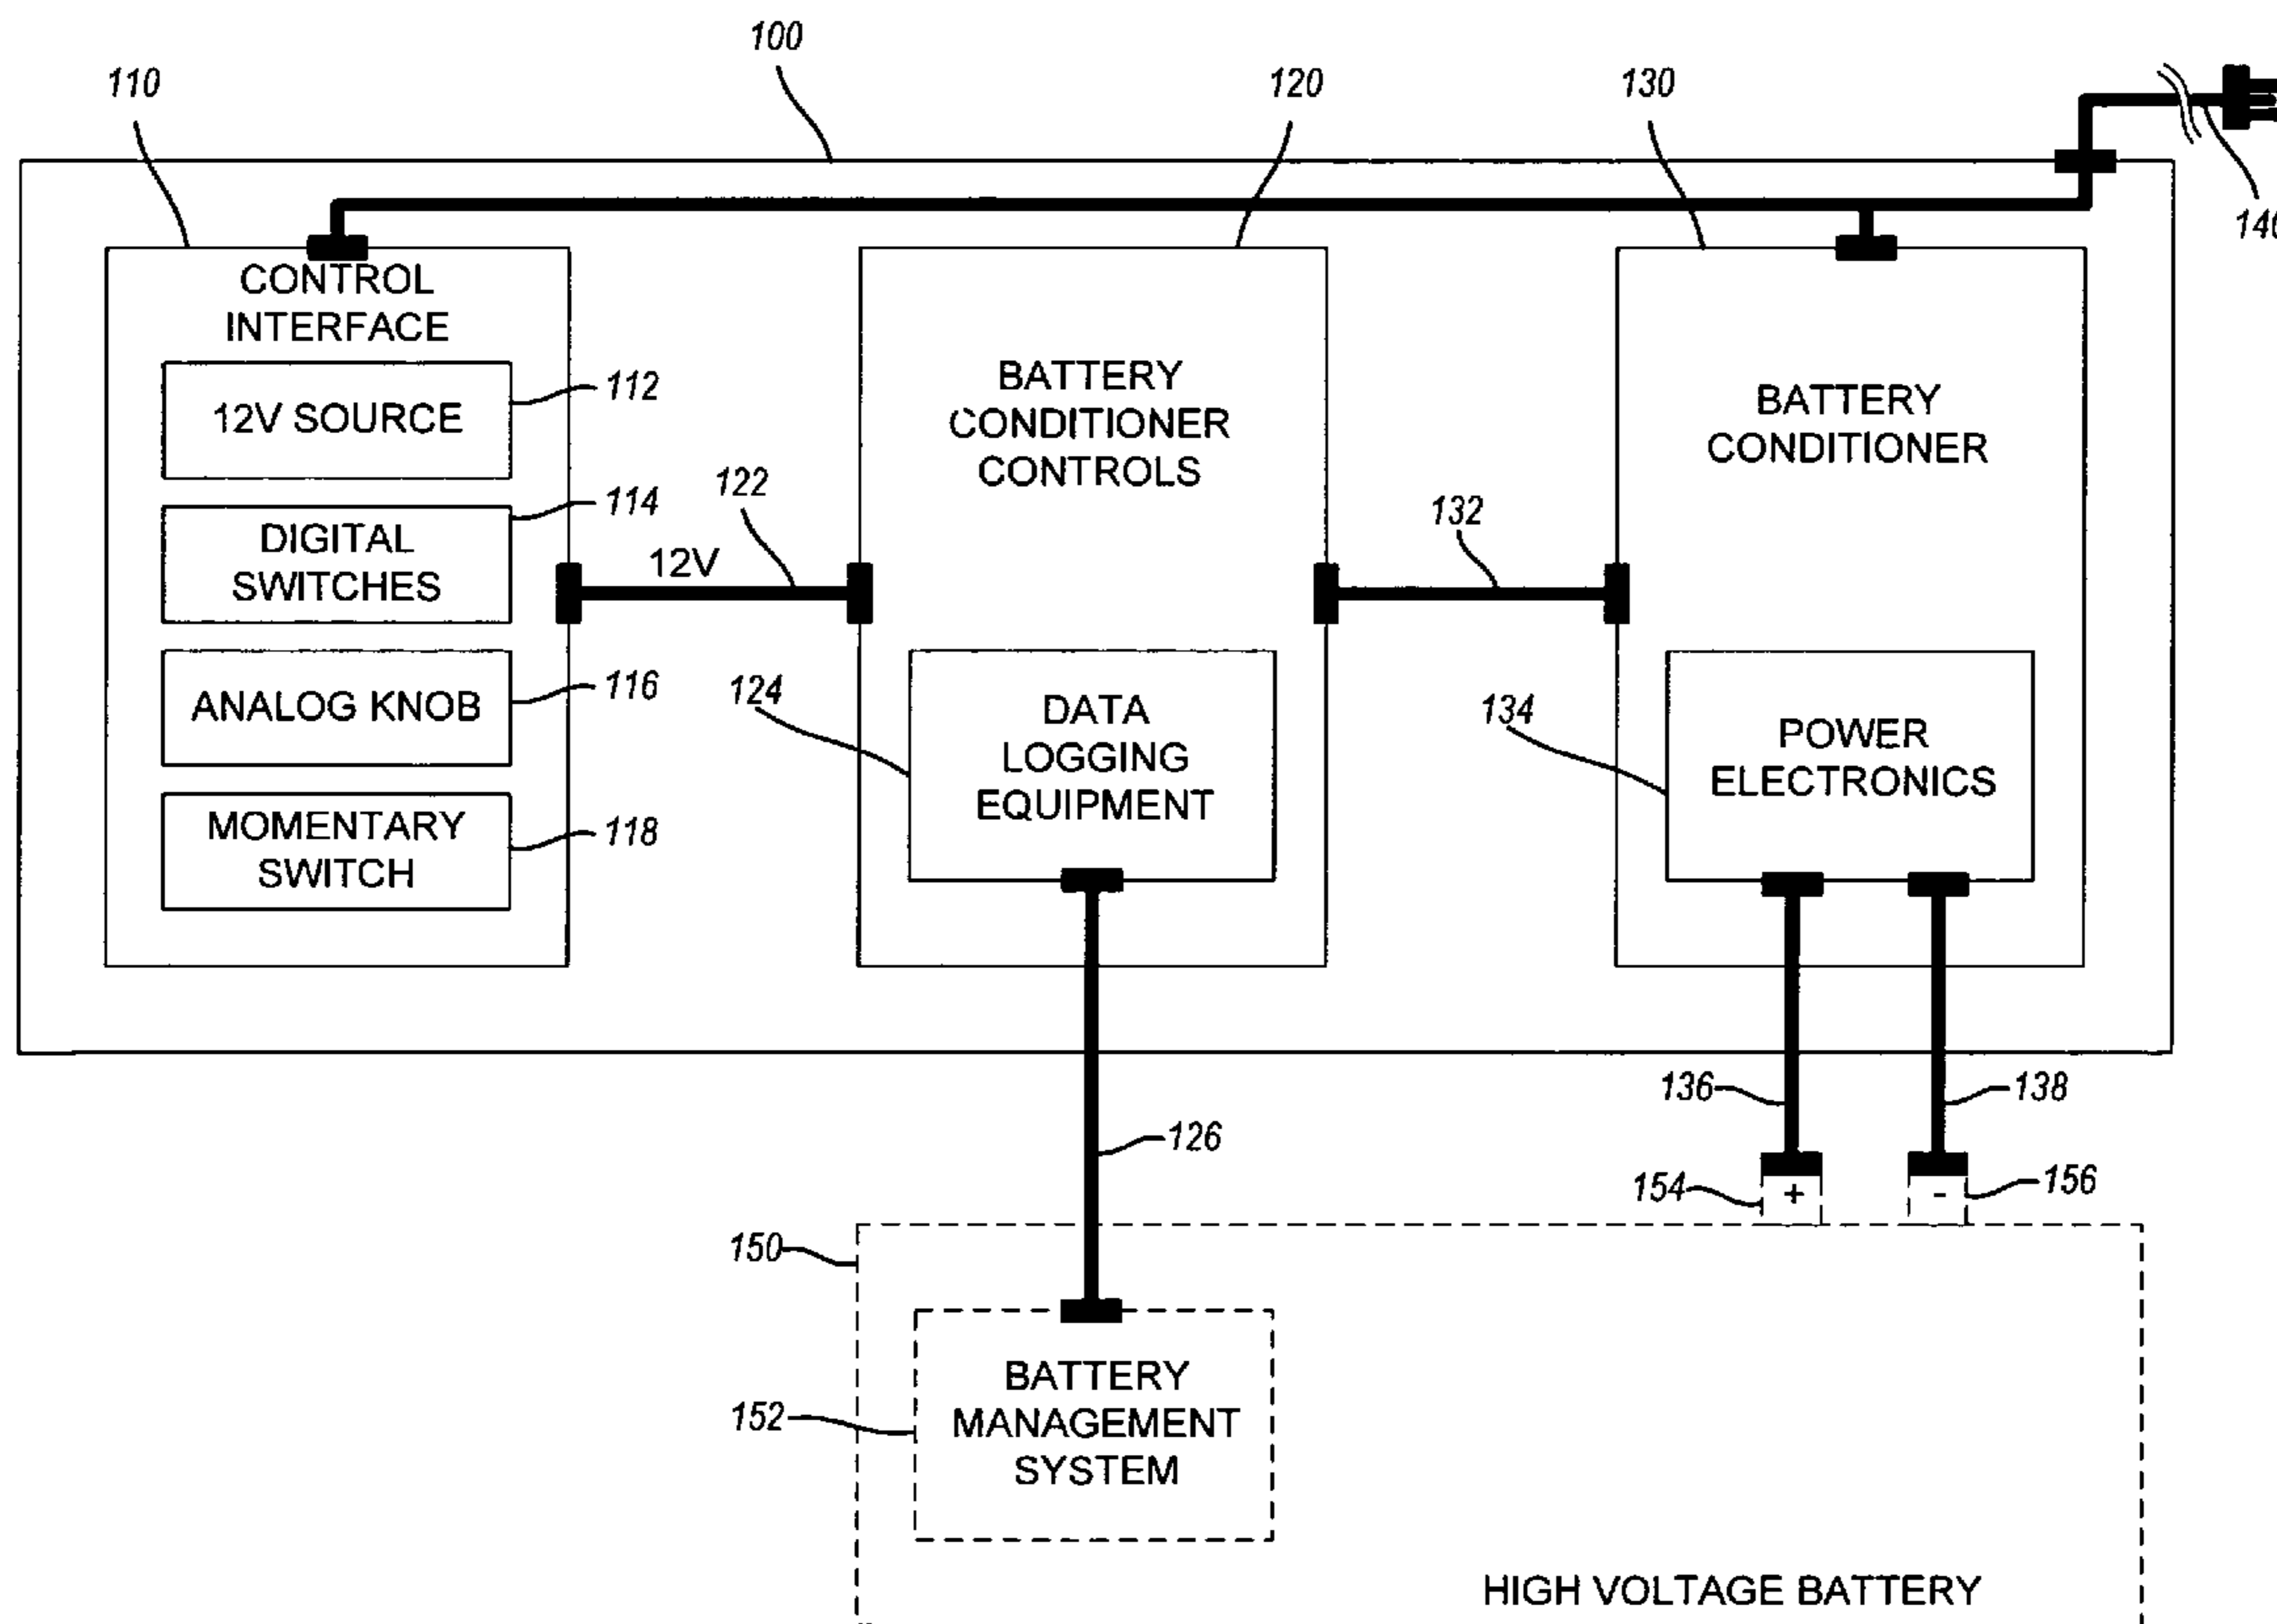 100
110
120
130
140
CONTROL
INTERFACE
12V SOURCE
112
DIGITAL
SWITCHES
114
ANALOG KNOB
116
MOMENTARY
SWITCH
118
12V
122
BATTERY
CONDITIONER
CONTROLS
124
DATA
LOGGING
EQUIPMENT
132
BATTERY
CONDITIONER
134
POWER
ELECTRONICS
136
138
126
154
+
-
156
150
152
BATTERY
MANAGEMENT
SYSTEM
HIGH VOLTAGE BATTERY